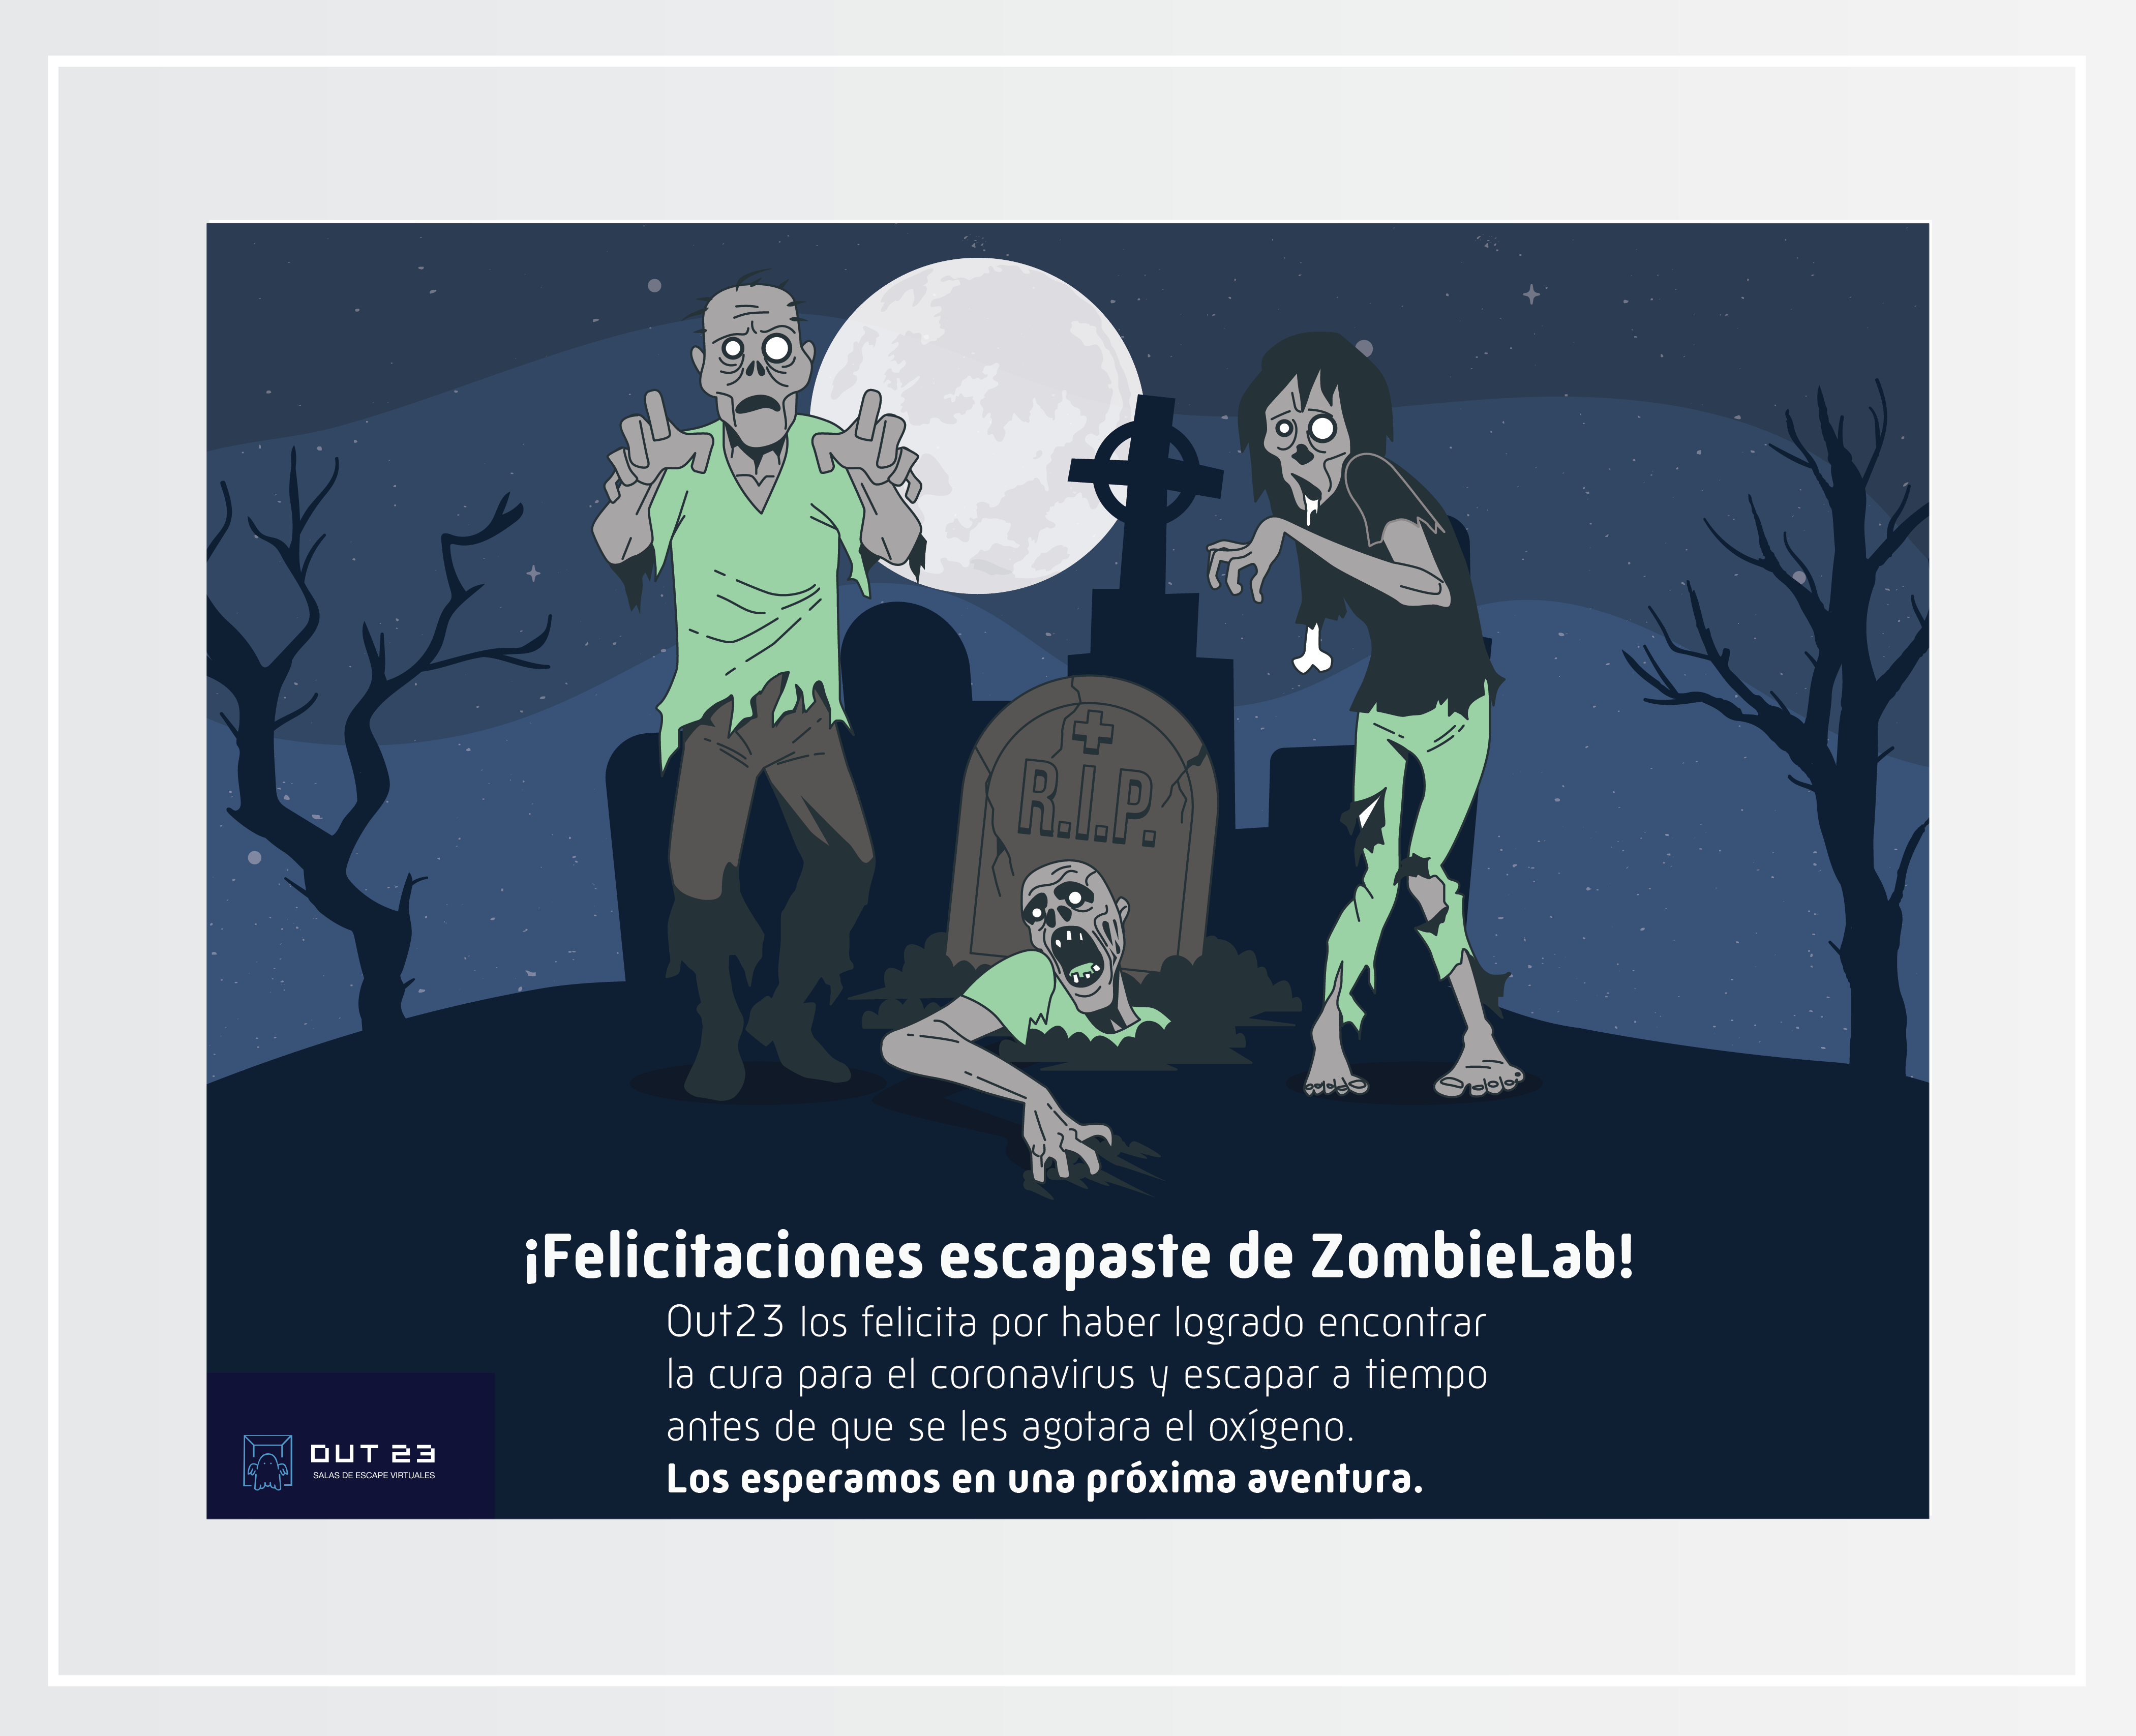 R.I.P.
¡Felicitaciones escapaste de ZombieLab!
Out23 los felicita por haber logrado encontrar
la cura para el coronavirus y escapar a tiempo
antes de que se les agotara el oxígeno.
Los esperamos en una próxima aventura.
OUT 23
SALAS DE ESCAPE VIRTUALES